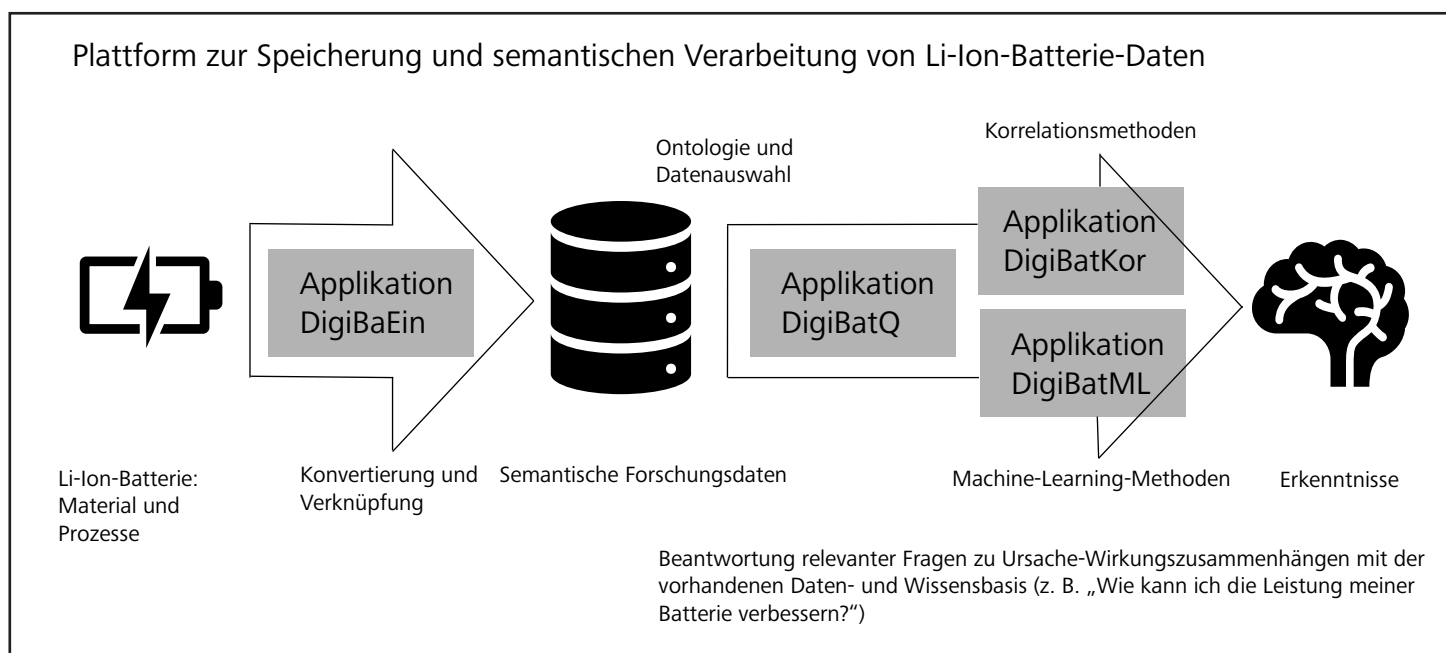 Plattform zur Speicherung und semantischen Verarbeitung von Li-Ion-Batterie-Daten
Korrelationsmethoden
Ontologie und
Datenauswahl
Applikation
DigiBaEin
Applikation
DigiBatQ
Applikation
DigiBatKor
Applikation
DigiBatML
Li-Ion-Batterie:
Material und
Prozesse
Konvertierung und
Verknüpfung
Semantische Forschungsdaten
Machine-Learning-Methoden
Erkenntnisse
Beantwortung relevanter Fragen zu Ursache-Wirkungszusammenhängen mit der
vorhandenen Daten- und Wissensbasis (z. B. „Wie kann ich die Leistung meiner
Batterie verbessern?“)